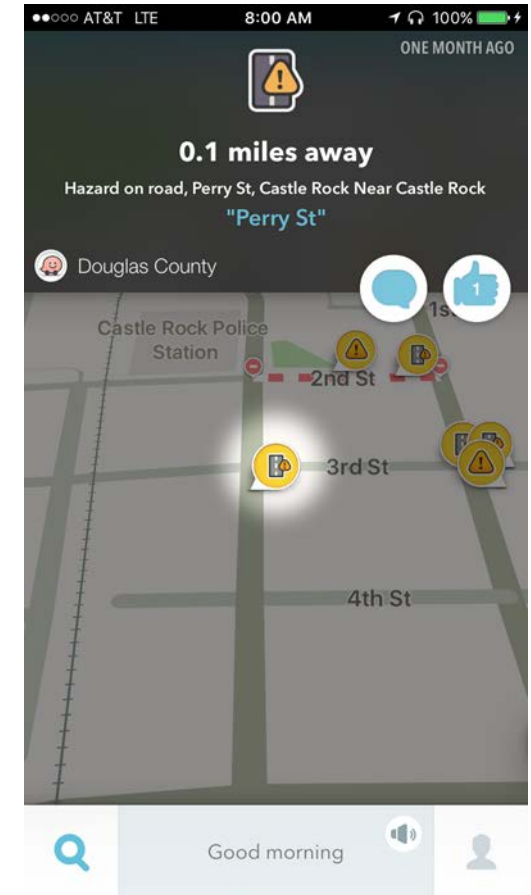 AT&T LTE 8:00 AM 100%
ONE MONTH AGO
0.1 miles away
Hazard on road, Perry St, Castle Rock Near Castle Rock
"Perry St"
Douglas County
1
1s
Castle Rock Police
Station
2nd St
3rd St
4th St
Good morning